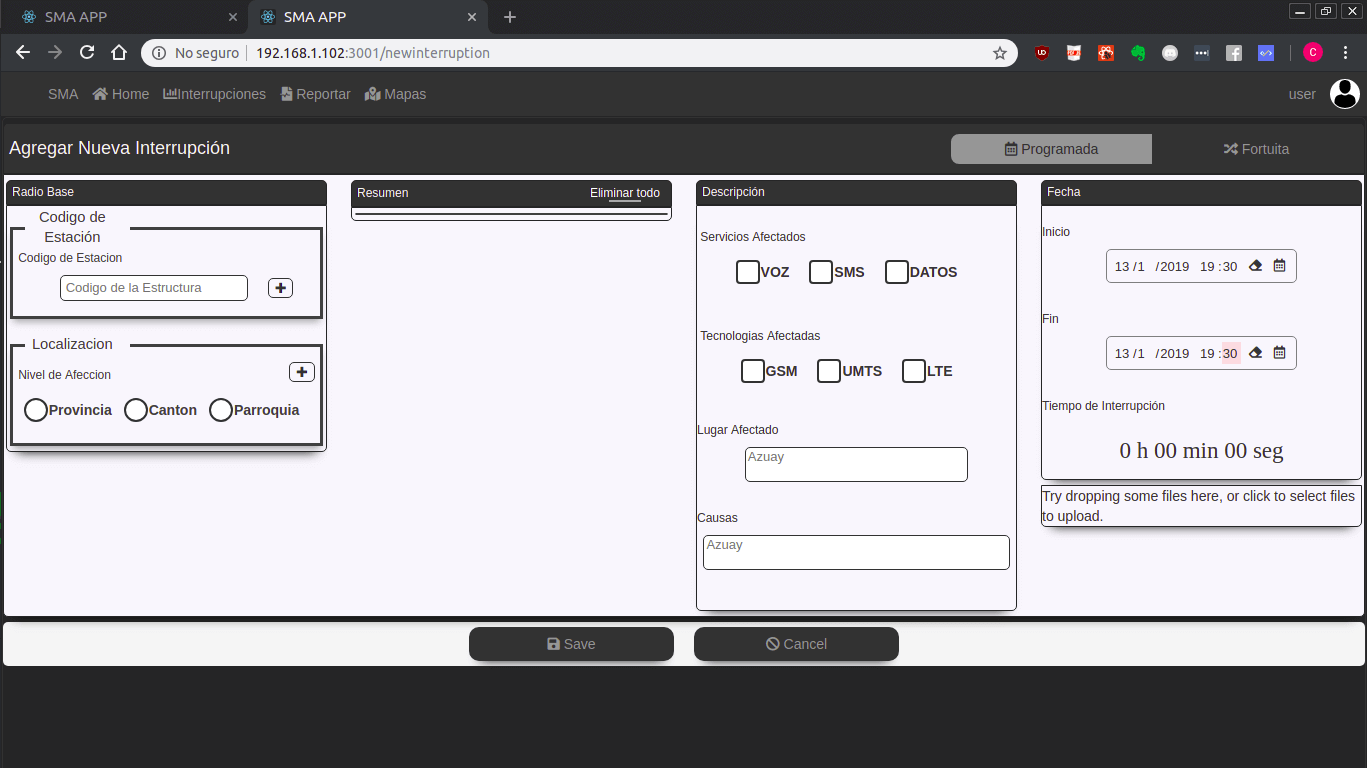 SMA APP
SMA APP
No seguro
192.168.1.102:3001/newinterruption
SMA Home Interrupciones Reportar Mapas user
Agregar Nueva Interrupción
Programada Fortuita
Radio Base
Codigo de
Estación
Codigo de Estacion
Codigo de la Estructura
Localizacion
Nivel de Afeccion
Provincia Canton Parroquia
Resumen Eliminar todo
Descripción
Servicios Afectados
VOZ SMS DATOS
Tecnologias Afectadas
GSM UMTS LTE
Lugar Afectado
Azuay
Causas
Azuay
Fecha
Inicio
13 /1 /2019 19 :30
Fin
13 /1 /2019 19 :30
Tiempo de Interrupción
0 h 00 min 00 seg
Try dropping some files here, or click to select files
to upload.
Save Cancel